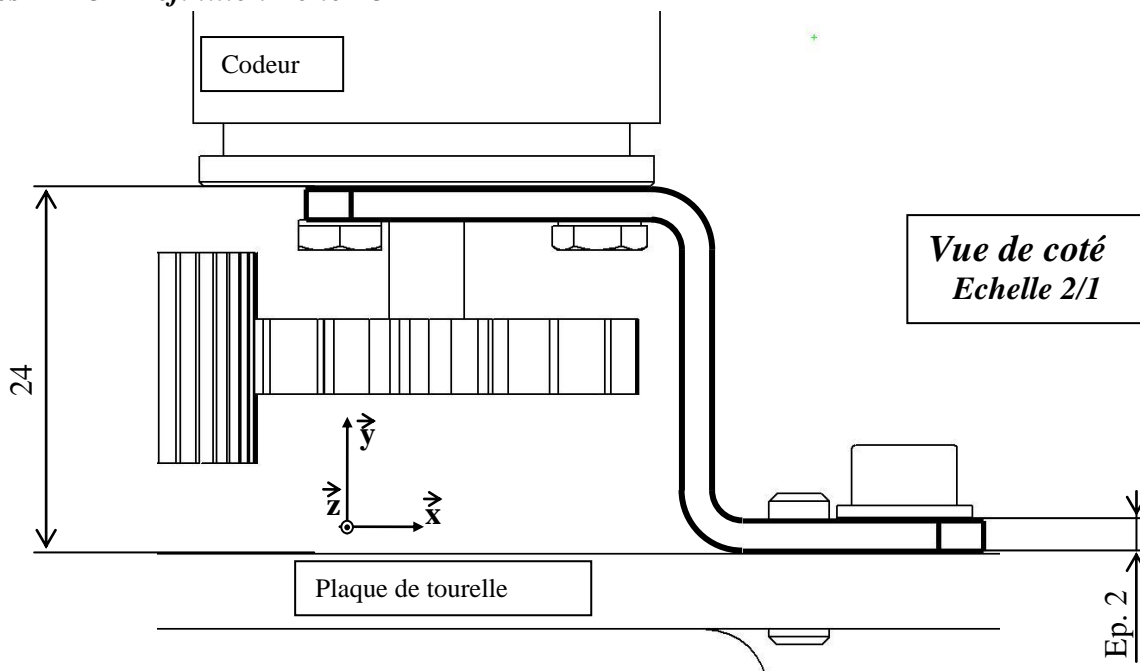 Codeur
Vue de coté
Echelle 2/1
24
y
z
x
Plaque de tourelle
Ep. 2